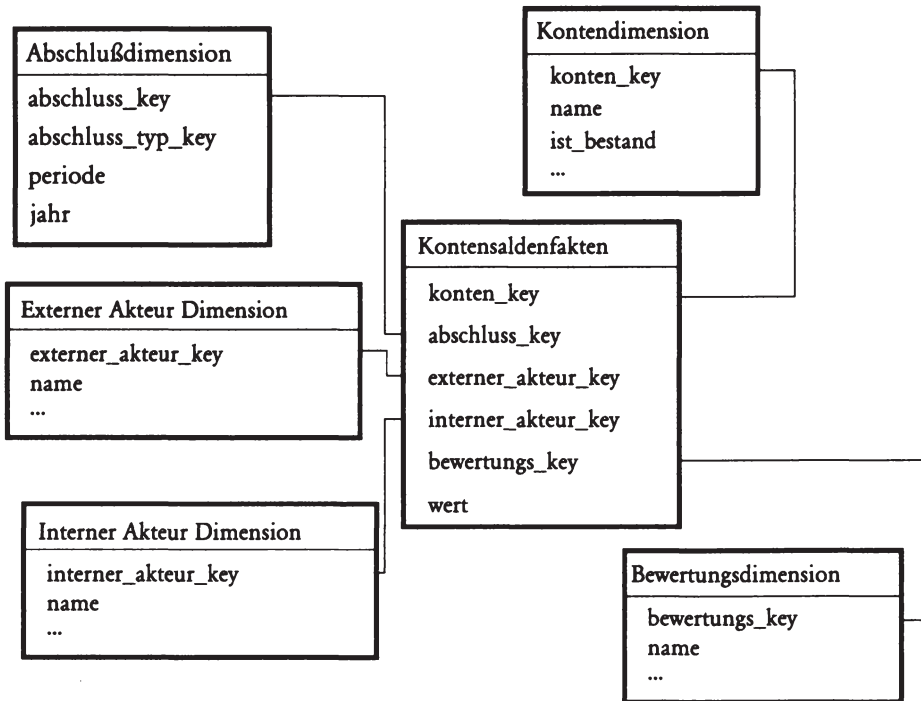 Abschlußdimension
abschluss_key
abschluss_typ_key
periode
jahr
Kontendimension
konten_key
name
ist_bestand
...
Kontensaldenfakten
konten_key
abschluss_key
externer_akteur_key
interner_akteur_key
bewertungs_key
wert
Externer Akteur Dimension
externer_akteur_key
name
...
Interner Akteur Dimension
interner_akteur_key
name
...
Bewertungsdimension
bewertungs_key
name
...